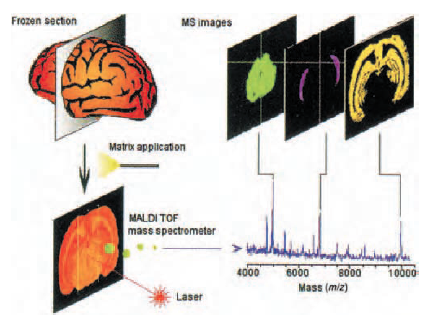 Frozen section
MS images
Matrix application
MALDI TOF
mass spectrometer
Laser
4000 6000 8000 10000
Mass (m/z)